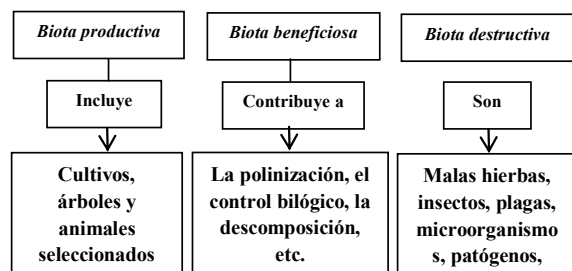 Biota productiva
Incluye
Cultivos,
árboles y
animales
seleccionados
Biota beneficiosa
Contribuye a
La polinización, el
control bilógico, la
descomposición,
etc.
Biota destructiva
Son
Malas hierbas,
insectos, plagas,
microorganismo
s, patógenos,